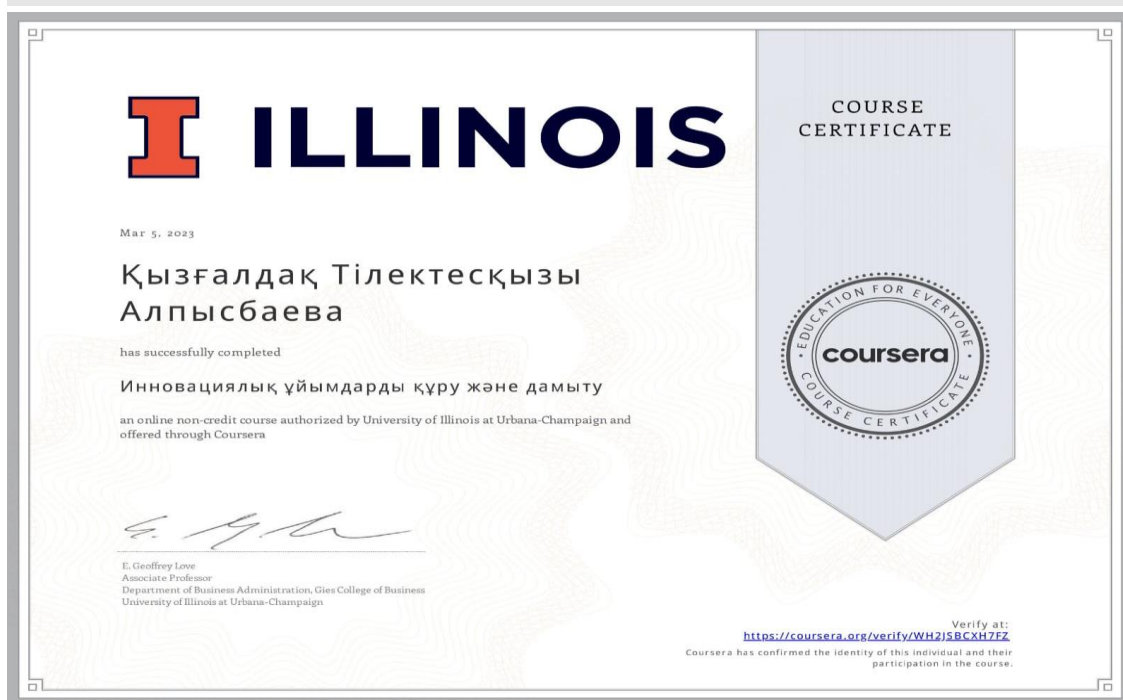 ILLINOIS
COURSE
CERTIFICATE
Mar 5, 2023
Қызғалдақ Тілектесқызы
Алпысбаева
has successfully completed
Инновациялық ұйымдарды құру және дамыту
an online non-credit course authorized by University of Illinois at Urbana-Champaign and
offered through Coursera
EDUCATION FOR EVERYONE
coursera
COURSE CERTIFICATE
E. Geoffrey Love
Associate Professor
Department of Business Administration, Gies College of Business
University of Illinois at Urbana-Champaign
Verify at:
https://coursera.org/verify/WH2JSBCXH7FZ
Coursera has confirmed the identity of this individual and their
participation in the course.